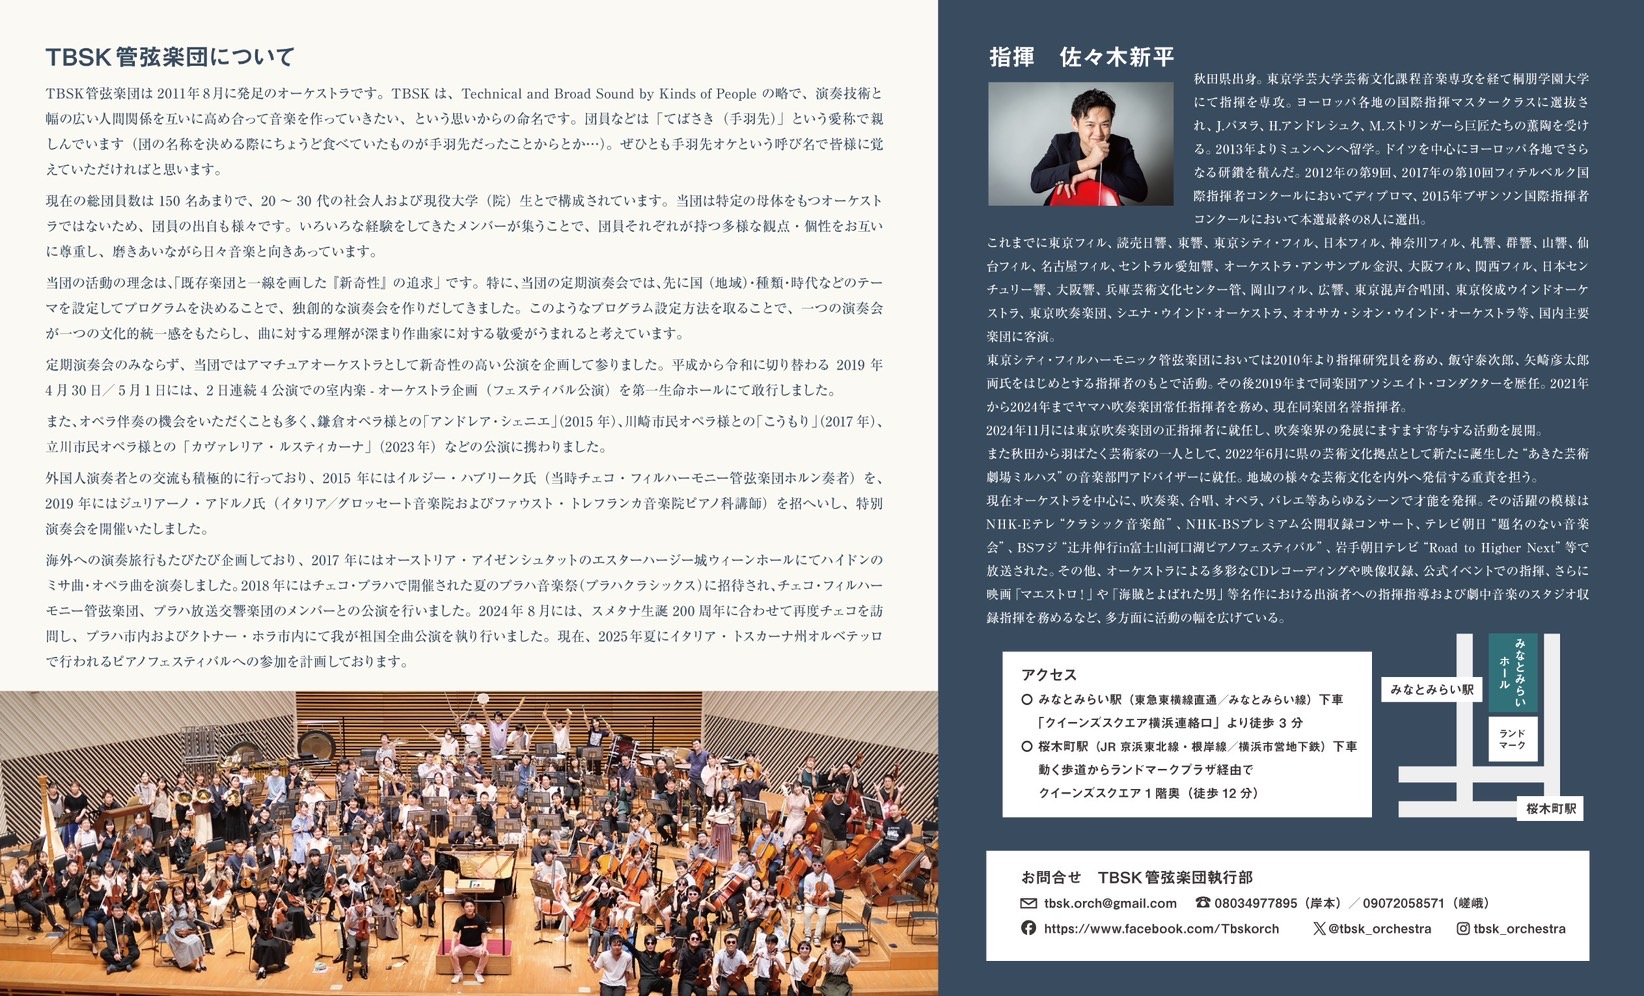 TBSK管弦楽団について
TBSK管弦楽団は2011年8月に発足のオーケストラです。TBSK は、Technical and Broad Sound by Kinds of People の略で、演奏技術と
幅の広い人間関係を互いに高め合って音楽を作っていきたい、という思いからの命名です。団員などは「てばさき（手羽先）」という愛称で親
しんでいます（団の名称を決める際にちょうど食べていたものが手羽先だったことからとか…）。ぜひとも手羽先オケという呼び名で皆様に覚
えていただければと思います。
現在の総団員数は 150 名あまりで、20 〜 30 代の社会人および現役大学（院）生とで構成されています。当団は特定の母体をもつオーケスト
ラではないため、団員の出自も様々です。いろいろな経験をしてきたメンバーが集うことで、団員それぞれが持つ多様な観点・個性をお互い
に尊重し、磨きあいながら日々音楽と向きあっています。
当団の活動の理念は、「既存楽団と一線を画した『新奇性』の追求」です。特に、当団の定期演奏会では、先に国（地域）・種類・時代などのテー
マを設定してプログラムを決めることで、独創的な演奏会を作りだしてきました。このようなプログラム設定方法を取ることで、一つの演奏会
が一つの文化的統一感をもたらし、曲に対する理解が深まり作曲家に対する敬愛がうまれると考えています。
定期演奏会のみならず、当団ではアマチュアオーケストラとして新奇性の高い公演を企画して参りました。平成から令和に切り替わる 2019 年
4月30日／5月1日には、2日連続4公演での室内楽 - オーケストラ企画（フェスティバル公演）を第一生命ホールにて敢行しました。
また、オペラ伴奏の機会をいただくことも多く、鎌倉オペラ様との「アンドレア・シェニエ」(2015 年)、川崎市民オペラ様との「こうもり」(2017 年)、
立川市民オペラ様との「カヴァレリア・ルスティカーナ」（2023 年）などの公演に携わりました。
外国人演奏者との交流も積極的に行っており、2015 年にはイルジー・ハブリーク氏（当時チェコ・フィルハーモニー管弦楽団ホルン奏者）を、
2019 年にはジュリアーノ・アドルノ氏（イタリア／グロッセート音楽院およびファウスト・トレフランカ音楽院ピアノ科講師）を招へいし、特別
演奏会を開催いたしました。
海外への演奏旅行もたびたび企画しており、2017 年にはオーストリア・アイゼンシュタットのエスターハージー城ウィーンホールにてハイドンの
ミサ曲・オペラ曲を演奏しました。2018 年にはチェコ・プラハで開催された夏のプラハ音楽祭（プラハクラシックス）に招待され、チェコ・フィルハー
モニー管弦楽団、プラハ放送交響楽団のメンバーとの公演を行いました。2024年8月には、スメタナ生誕 200 周年に合わせて再度チェコを訪
問し、プラハ市内およびクトナー・ホラ市内にて我が祖国全曲公演を執り行いました。現在、2025年夏にイタリア・トスカーナ州オルベテッロ
で行われるピアノフェスティバルへの参加を計画しております。
指揮　佐々木新平
秋田県出身。東京学芸大学芸術文化課程音楽専攻を経て桐朋学園大学
にて指揮を専攻。ヨーロッパ各地の国際指揮マスタークラスに選抜さ
れ、J.パヌラ、H.アンドレシュク、M.ストリンガーら巨匠たちの薫陶を受け
る。2013年よりミュンヘンへ留学。ドイツを中心にヨーロッパ各地でさら
なる研鑽を積んだ。2012年の第9回、2017年の第10回フィテルベルク国
際指揮者コンクールにおいてディプロマ、2015年ブザンソン国際指揮者
コンクールにおいて本選最終の8人に選出。
これまでに東京フィル、読売日響、東響、東京シティ・フィル、日本フィル、神奈川フィル、札響、群響、山響、仙
台フィル、名古屋フィル、セントラル愛知響、オーケストラ・アンサンブル金沢、大阪フィル、関西フィル、日本セン
チュリー響、大阪響、兵庫芸術文化センター管、岡山フィル、広響、東京混声合唱団、東京佼成ウインドオーケ
ストラ、東京吹奏楽団、シエナ・ウインド・オーケストラ、オオサカ・シオン・ウインド・オーケストラ等、国内主要
楽団に客演。
東京シティ・フィルハーモニック管弦楽団においては2010年より指揮研究員を務め、飯守泰次郎、矢崎彦太郎
両氏をはじめとする指揮者のもとで活動。その後2019年まで同楽団アソシエイト・コンダクターを歴任。2021年
から2024年までヤマハ吹奏楽団常任指揮者を務め、現在同楽団名誉指揮者。
2024年11月には東京吹奏楽団の正指揮者に就任し、吹奏楽界の発展にますます寄与する活動を展開。
また秋田から羽ばたく芸術家の一人として、2022年6月に県の芸術文化拠点として新たに誕生した“あきた芸術
劇場ミルハス”の音楽部門アドバイザーに就任。地域の様々な芸術文化を内外へ発信する重責を担う。
現在オーケストラを中心に、吹奏楽、合唱、オペラ、バレエ等あらゆるシーンで才能を発揮。その活躍の模様は
NHK-Eテレ“クラシック音楽館”、NHK-BSプレミアム公開収録コンサート、テレビ朝日“題名のない音楽
会”、BSフジ“辻井伸行in富士山河口湖ピアノフェスティバル”、岩手朝日テレビ“Road to Higher Next”等で
放送された。その他、オーケストラによる多彩なCDレコーディングや映像収録、公式イベントでの指揮、さらに
映画「マエストロ！」や「海賊とよばれた男」等名作における出演者への指揮指導および劇中音楽のスタジオ収
録指揮を務めるなど、多方面に活動の幅を広げている。
アクセス
○ みなとみらい駅（東急東横線直通／みなとみらい線）下車
「クイーンズスクエア横浜連絡口」より徒歩 3 分
○ 桜木町駅（JR 京浜東北線・根岸線／横浜市営地下鉄）下車
動く歩道からランドマークプラザ経由で
クイーンズスクエア 1 階奥（徒歩 12 分）
みなとみらい
ホール
みなとみらい駅
ランド
マーク
桜木町駅
お問合せ　TBSK管弦楽団執行部
tbsk.orch@gmail.com　☎08034977895（岸本）／09072058571（嵯峨）
https://www.facebook.com/Tbskorch　@tbsk_orchestra　tbsk_orchestra